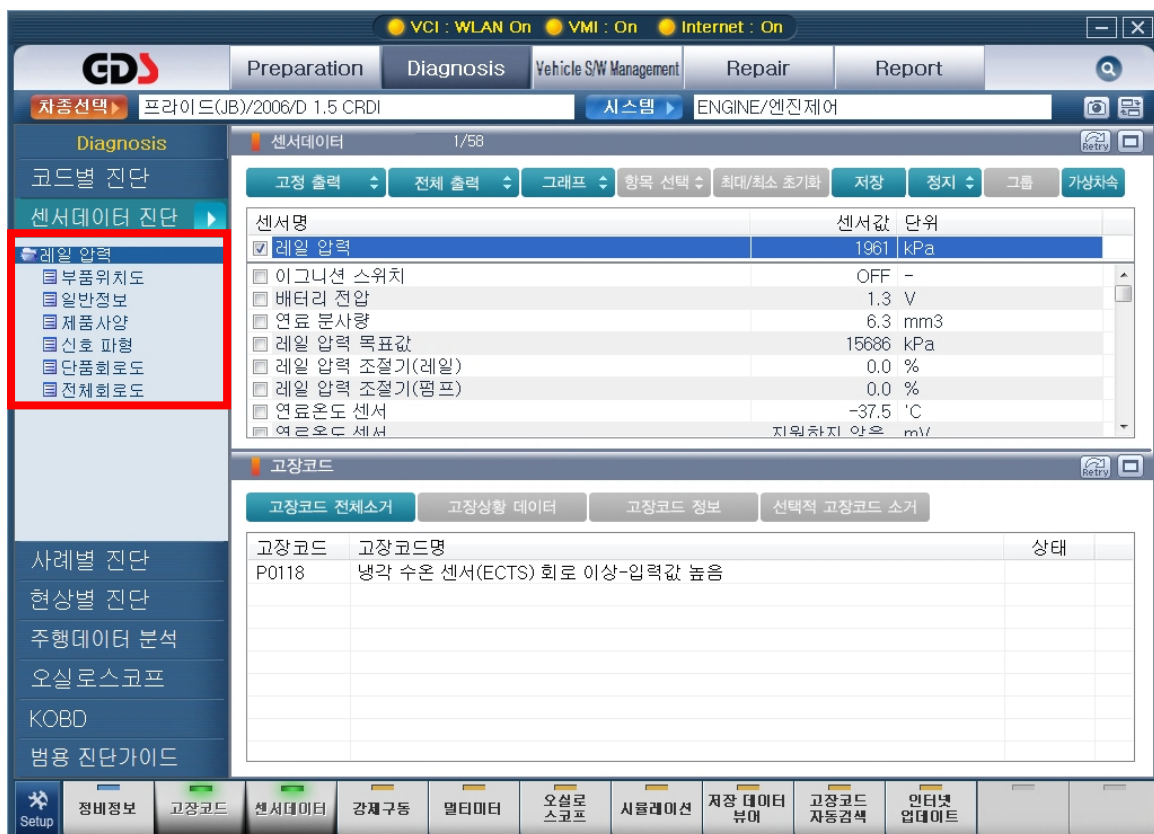 VCI : WLAN On VMI : On Internet : On
GDS Preparation Diagnosis Vehicle S/W Management Repair Report
차종선택 프라이드(JB)/2006/D 1.5 CRDI 시스템 ENGINE/엔진제어
Diagnosis
코드별 진단
센서데이터 진단
레일 압력
부품위치도
일반정보
제품사양
신호 파형
단품회로도
전체회로도
사례별 진단
현상별 진단
주행데이터 분석
오실로스코프
KOBD
범용 진단가이드
센서데이터 1/58 Retry
고정 출력 전체 출력 그래프 항목 선택 최대/최소 초기화 저장 정지 그룹 가상차속
센서명 센서값 단위
레일 압력 1961 kPa
이그니션 스위치 OFF -
배터리 전압 1.3 V
연료 분사량 6.3 mm3
레일 압력 목표값 15686 kPa
레일 압력 조절기(레일) 0.0 %
레일 압력 조절기(펌프) 0.0 %
연료온도 센서 -37.5 'C
연료온도 센서 지원하지 않음 mV
고장코드 Retry
고장코드 전체소거 고장상황 데이터 고장코드 정보 선택적 고장코드 소거
고장코드 고장코드명 상태
P0118 냉각 수온 센서(ECTS) 회로 이상-입력값 높음
Setup 정비정보 고장코드 센서데이터 강제구동 멀티미터 오실로 스코프 시뮬레이션 저장 데이터 뷰어 고장코드 자동검색 인터넷 업데이트